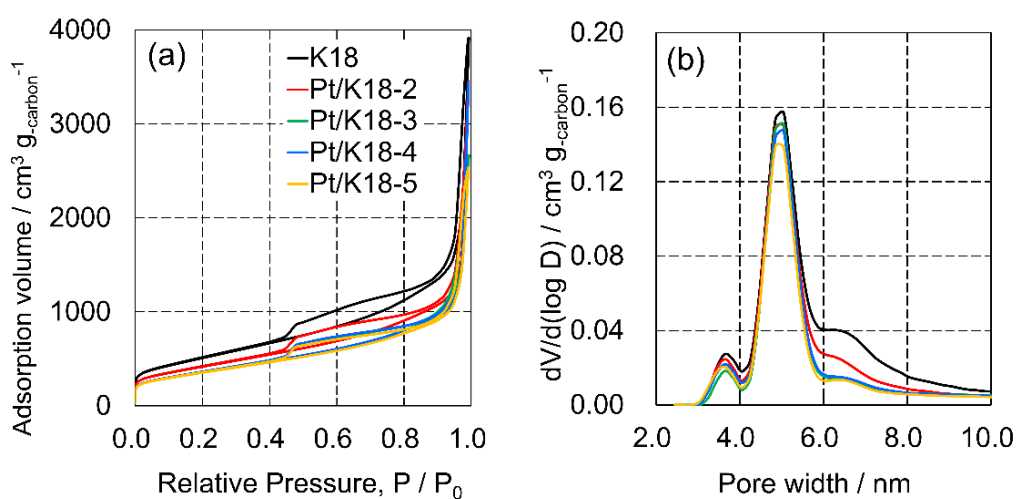 (a)
K18
Pt/K18-2
Pt/K18-3
Pt/K18-4
Pt/K18-5
4000
3000
2000
1000
0
Adsorption volume / cm³ g-carbon⁻¹
0.0 0.2 0.4 0.6 0.8 1.0
Relative Pressure, P / P₀
(b)
0.20
0.16
0.12
0.08
0.04
0.00
dV/d(log D) / cm³ g-carbon⁻¹
2.0 4.0 6.0 8.0 10.0
Pore width / nm